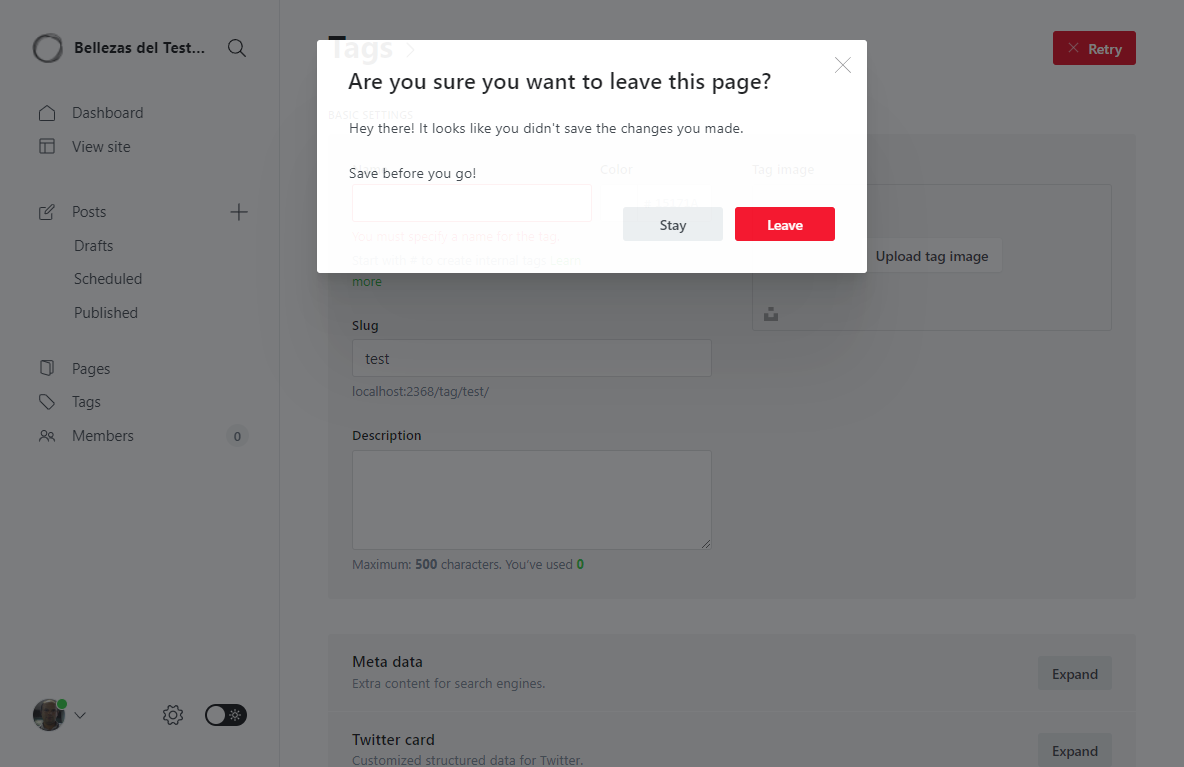 Bellezas del Test...
Dashboard
View site
Posts
Drafts
Scheduled
Published
Pages
Tags
Members
0
Tags
Retry
Are you sure you want to leave this page?
BASIC SETTINGS
Hey there! It looks like you didn't save the changes you made.
Color
Tag image
Save before you go!
Stay
Leave
You must specify a name for the tag.
Start with # to create internal tags Learn
more
Upload tag image
Slug
test
localhost:2368/tag/test/
Description
Maximum: 500 characters. You've used 0
Meta data
Extra content for search engines.
Expand
Twitter card
Customized structured data for Twitter.
Expand